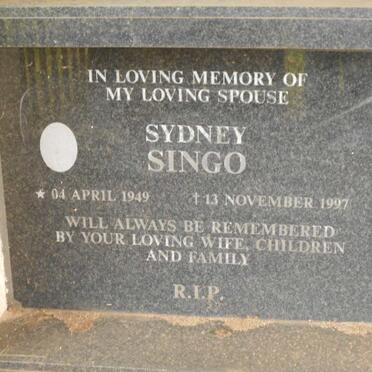 IN LOVING MEMORY OF
MY LOVING SPOUSE
SYDNEY
SINGO
★ 04 APRIL 1949 † 13 NOVEMBER 1997
WILL ALWAYS BE REMEMBERED
BY YOUR LOVING WIFE, CHILDREN
AND FAMILY
R.I.P.